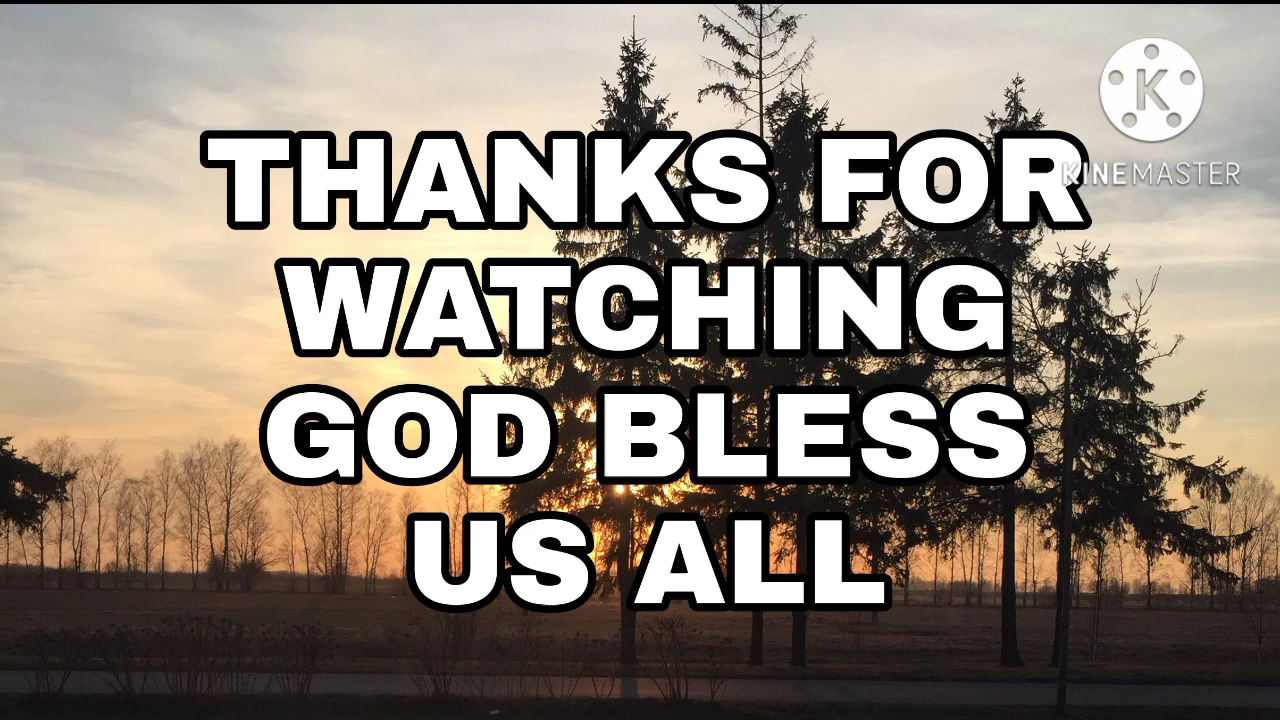 K
KINEMASTER
THANKS FOR
WATCHING
GOD BLESS
US ALL